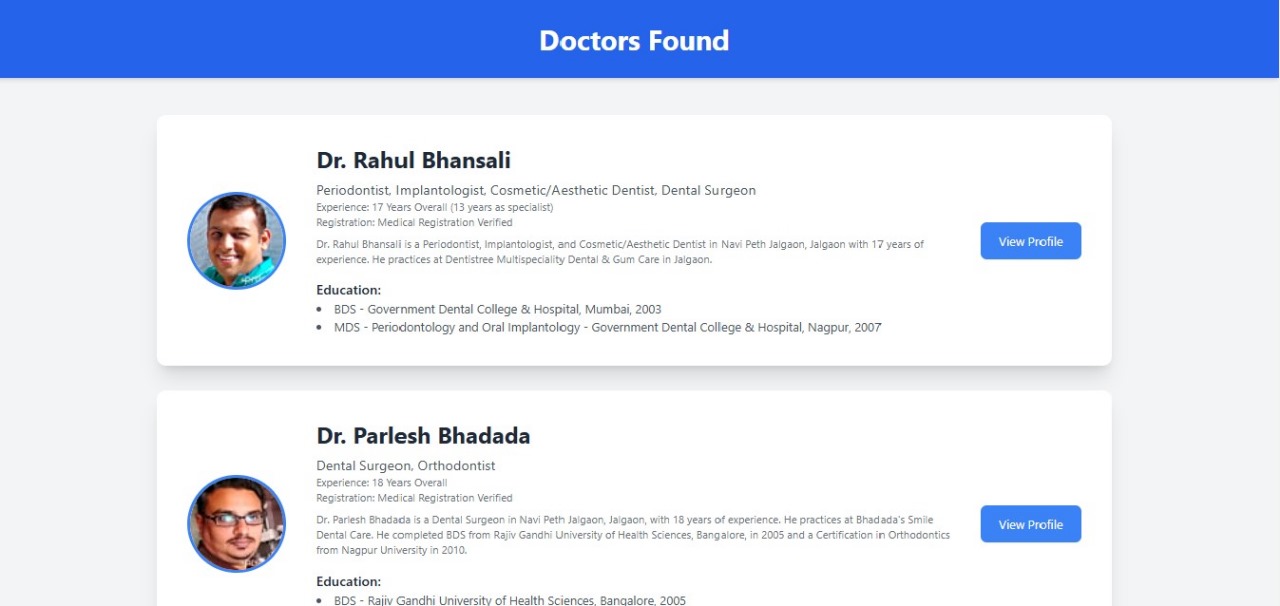 Doctors Found
Dr. Rahul Bhansali
Periodontist, Implantologist, Cosmetic/Aesthetic Dentist, Dental Surgeon
Experience: 17 Years Overall (13 years as specialist)
Registration: Medical Registration Verified
Dr. Rahul Bhansali is a Periodontist, Implantologist, and Cosmetic/Aesthetic Dentist in Navi Peth Jalgaon, Jalgaon with 17 years of
experience. He practices at Dentistree Multispeciality Dental & Gum Care in Jalgaon.
Education:
• BDS - Government Dental College & Hospital, Mumbai, 2003
• MDS - Periodontology and Oral Implantology - Government Dental College & Hospital, Nagpur, 2007
View Profile
Dr. Parlesh Bhadada
Dental Surgeon, Orthodontist
Experience: 18 Years Overall
Registration: Medical Registration Verified
Dr. Parlesh Bhadada is a Dental Surgeon in Navi Peth Jalgaon, Jalgaon, with 18 years of experience. He practices at Bhadada's Smile
Dental Care. He completed BDS from Rajiv Gandhi University of Health Sciences, Bangalore, in 2005 and a Certification in Orthodontics
from Nagpur University in 2010.
Education:
• BDS - Rajiv Gandhi University of Health Sciences, Bangalore, 2005
View Profile